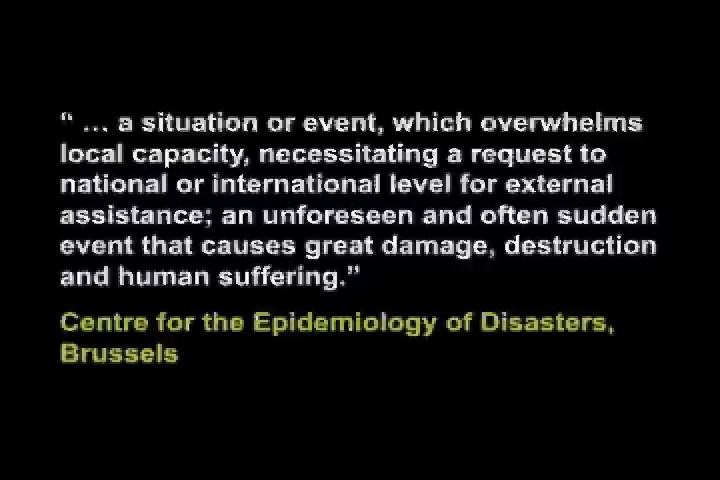 “ ... a situation or event, which overwhelms
local capacity, necessitating a request to
national or international level for external
assistance; an unforeseen and often sudden
event that causes great damage, destruction
and human suffering.”
Centre for the Epidemiology of Disasters,
Brussels